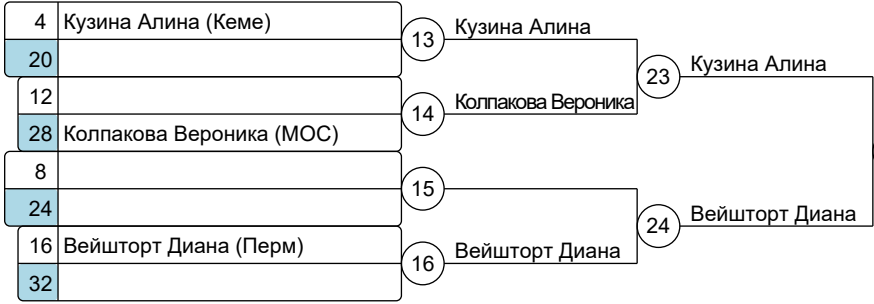 4 Кузина Алина (Кеме)
13 Кузина Алина
20
23 Кузина Алина
12
14 Колпакова Вероника
28 Колпакова Вероника (МОС)
8
15
24
24 Вейшторт Диана
16 Вейшторт Диана (Перм)
16 Вейшторт Диана
32